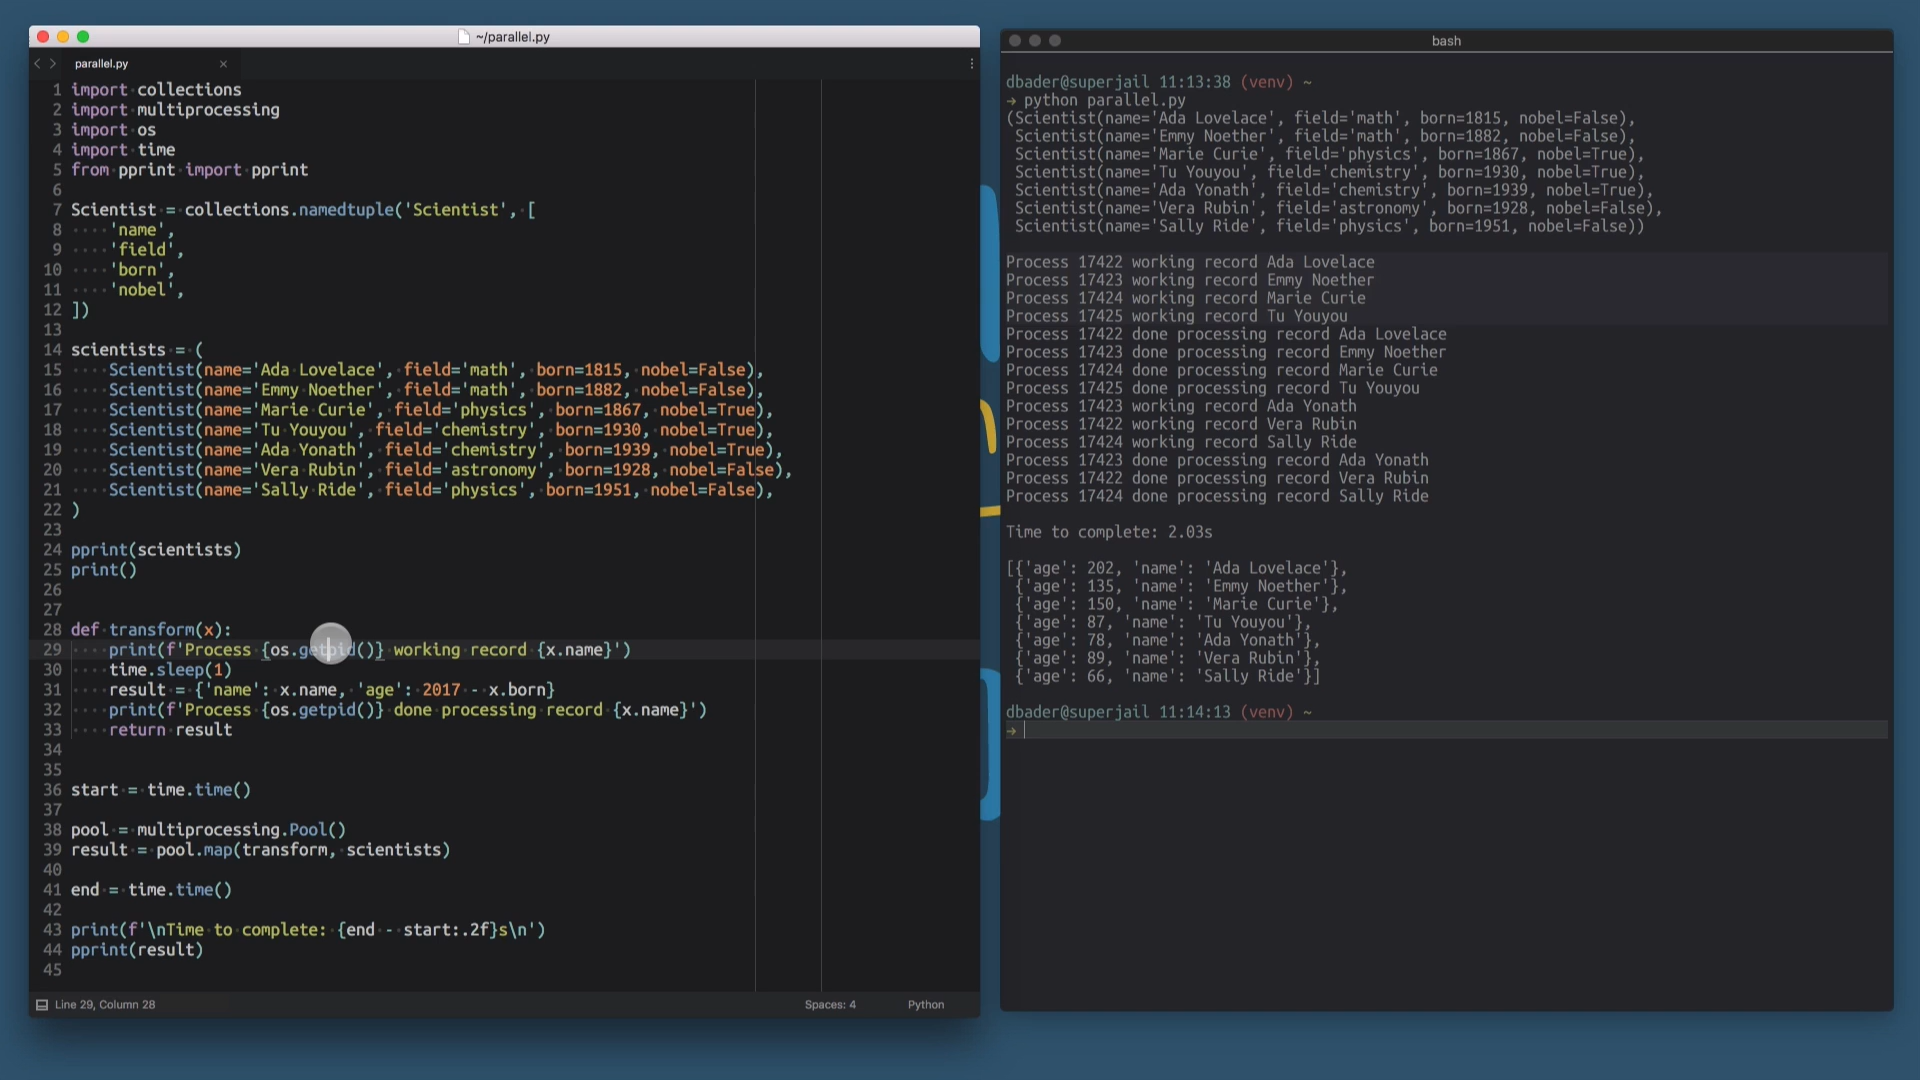 ~/parallel.py
parallel.py
1 import collections
2 import multiprocessing
3 import os
4 import time
5 from pprint import pprint
6
7 Scientist = collections.namedtuple('Scientist', [
8     'name',
9     'field',
10     'born',
11     'nobel',
12 ])
13
14 scientists = (
15     Scientist(name='Ada Lovelace', field='math', born=1815, nobel=False),
16     Scientist(name='Emmy Noether', field='math', born=1882, nobel=False),
17     Scientist(name='Marie Curie', field='physics', born=1867, nobel=True),
18     Scientist(name='Tu Youyou', field='chemistry', born=1930, nobel=True),
19     Scientist(name='Ada Yonath', field='chemistry', born=1939, nobel=True),
20     Scientist(name='Vera Rubin', field='astronomy', born=1928, nobel=False),
21     Scientist(name='Sally Ride', field='physics', born=1951, nobel=False),
22 )
23
24 pprint(scientists)
25 print()
26
27
28 def transform(x):
29     print(f'Process {os.getpid()} working record {x.name}')
30     time.sleep(1)
31     result = {'name': x.name, 'age': 2017 - x.born}
32     print(f'Process {os.getpid()} done processing record {x.name}')
33     return result
34
35
36 start = time.time()
37
38 pool = multiprocessing.Pool()
39 result = pool.map(transform, scientists)
40
41 end = time.time()
42
43 print(f'\nTime to complete: {end - start:.2f}s\n')
44 pprint(result)
45
Line 29, Column 28
Spaces: 4
Python
bash
dbader@superjail 11:13:38 (venv) ~
→ python parallel.py
(Scientist(name='Ada Lovelace', field='math', born=1815, nobel=False),
 Scientist(name='Emmy Noether', field='math', born=1882, nobel=False),
 Scientist(name='Marie Curie', field='physics', born=1867, nobel=True),
 Scientist(name='Tu Youyou', field='chemistry', born=1930, nobel=True),
 Scientist(name='Ada Yonath', field='chemistry', born=1939, nobel=True),
 Scientist(name='Vera Rubin', field='astronomy', born=1928, nobel=False),
 Scientist(name='Sally Ride', field='physics', born=1951, nobel=False))
Process 17422 working record Ada Lovelace
Process 17423 working record Emmy Noether
Process 17424 working record Marie Curie
Process 17425 working record Tu Youyou
Process 17422 done processing record Ada Lovelace
Process 17423 done processing record Emmy Noether
Process 17424 done processing record Marie Curie
Process 17425 done processing record Tu Youyou
Process 17423 working record Ada Yonath
Process 17422 working record Vera Rubin
Process 17424 working record Sally Ride
Process 17423 done processing record Ada Yonath
Process 17422 done processing record Vera Rubin
Process 17424 done processing record Sally Ride
Time to complete: 2.03s
[{'age': 202, 'name': 'Ada Lovelace'},
 {'age': 135, 'name': 'Emmy Noether'},
 {'age': 150, 'name': 'Marie Curie'},
 {'age': 87, 'name': 'Tu Youyou'},
 {'age': 78, 'name': 'Ada Yonath'},
 {'age': 89, 'name': 'Vera Rubin'},
 {'age': 66, 'name': 'Sally Ride'}]
dbader@superjail 11:14:13 (venv) ~
→